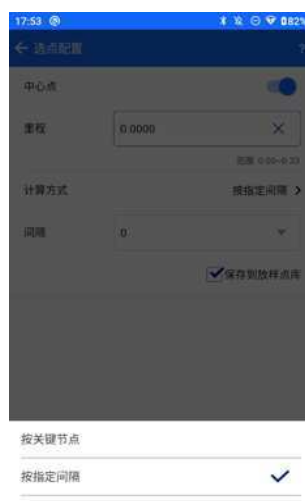 17:53 82%
选点配置 ?
中心点
里程 0.0000
范围 0.00~0.33
计算方式 按指定间隔
间隔 0
保存到放样点库
按关键节点
按指定间隔